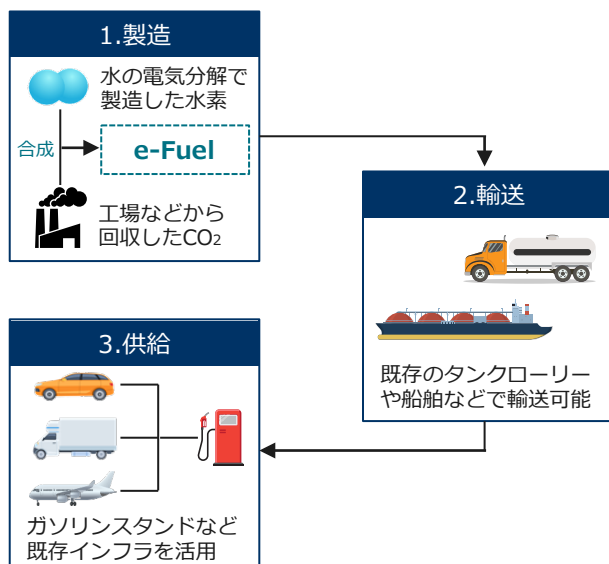 1.製造
水の電気分解で
製造した水素
合成
e-Fuel
工場などから
回収したCO₂
2.輸送
既存のタンクローリー
や船舶などで輸送可能
3.供給
ガソリンスタンドなど
既存インフラを活用